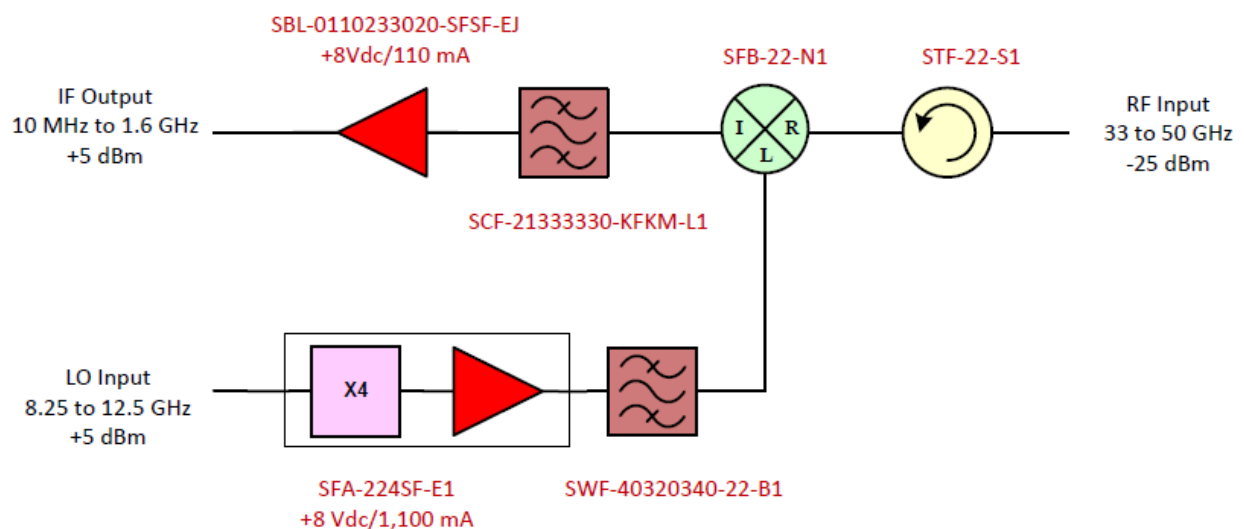 SBL-0110233020-SFSF-EJ
+8Vdc/110 mA
SFB-22-N1
STF-22-S1
IF Output
10 MHz to 1.6 GHz
+5 dBm
I R
L
RF Input
33 to 50 GHz
-25 dBm
SCF-21333330-KFKM-L1
LO Input
8.25 to 12.5 GHz
+5 dBm
X4
SFA-224SF-E1
+8 Vdc/1,100 mA
SWF-40320340-22-B1